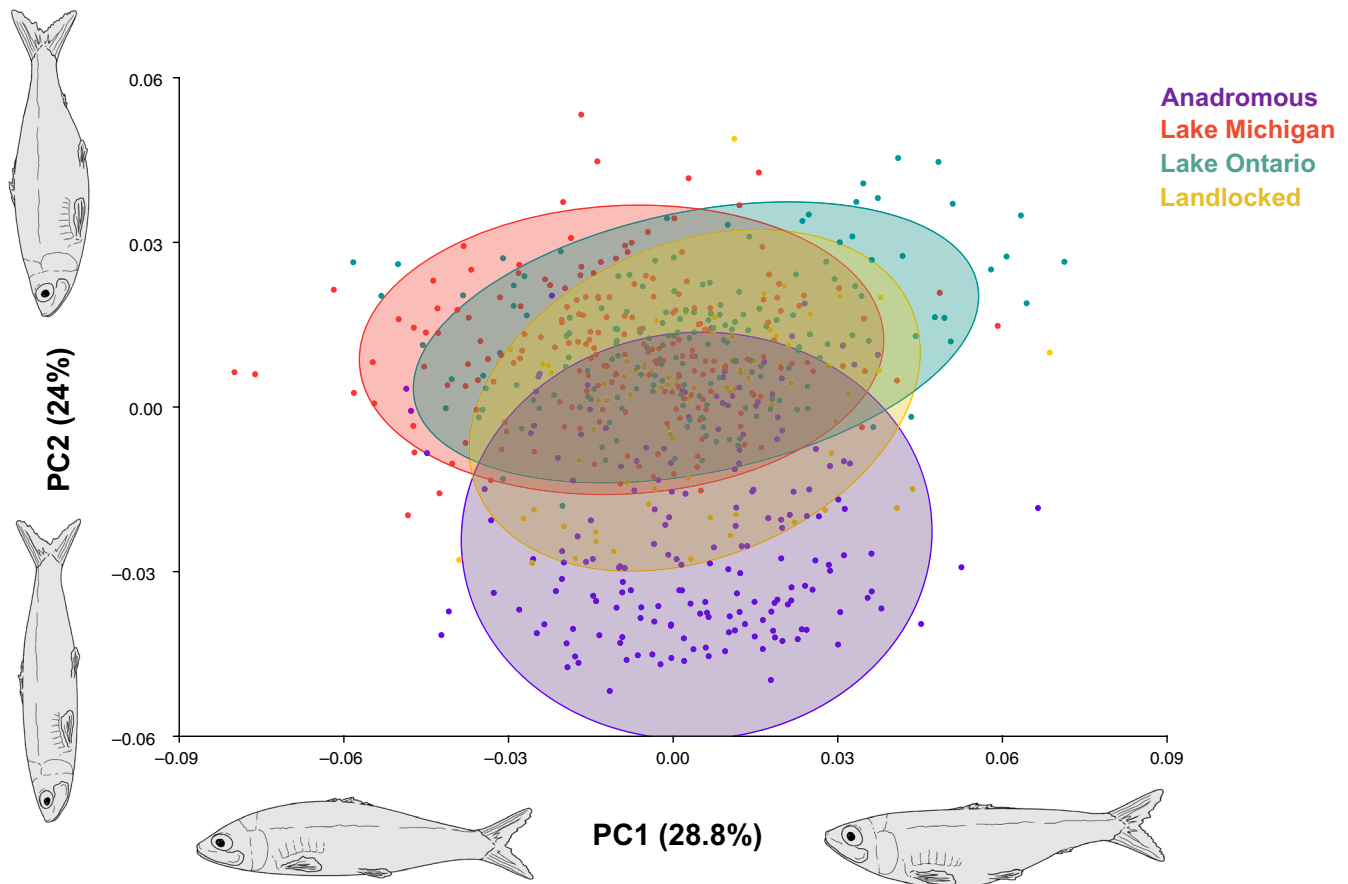 Anadromous
Lake Michigan
Lake Ontario
Landlocked
0.06
0.03
0.00
–0.03
–0.06
PC2 (24%)
–0.09
–0.06
–0.03
0.00
0.03
0.06
0.09
PC1 (28.8%)